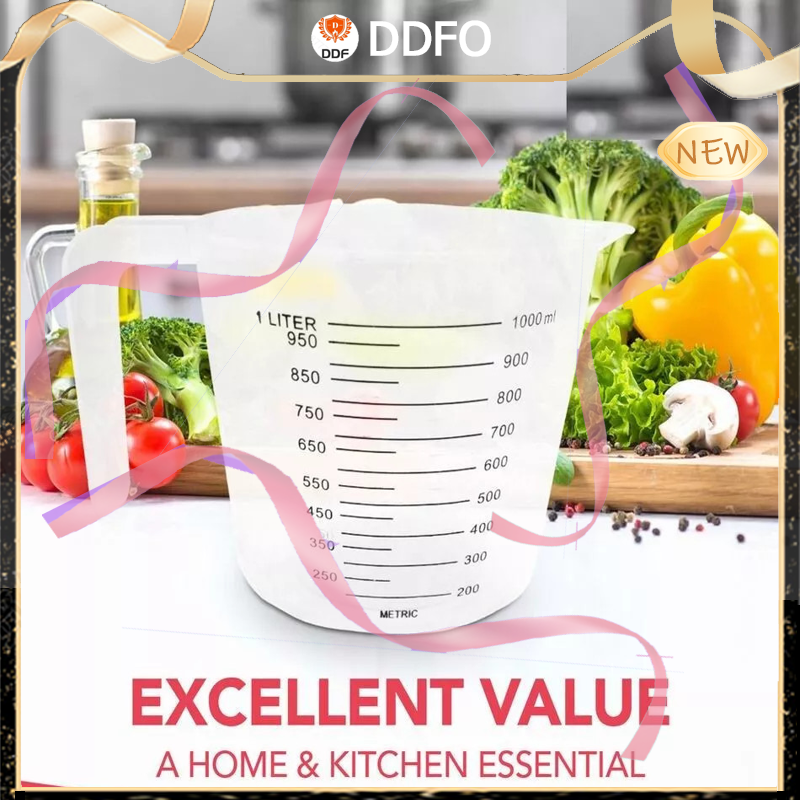 DDF
DDFO
NEW
1 LITER
1000 ml
950
900
850
800
750
700
650
600
550
500
450
400
350
300
250
200
METRIC
EXCELLENT VALUE
A HOME & KITCHEN ESSENTIAL